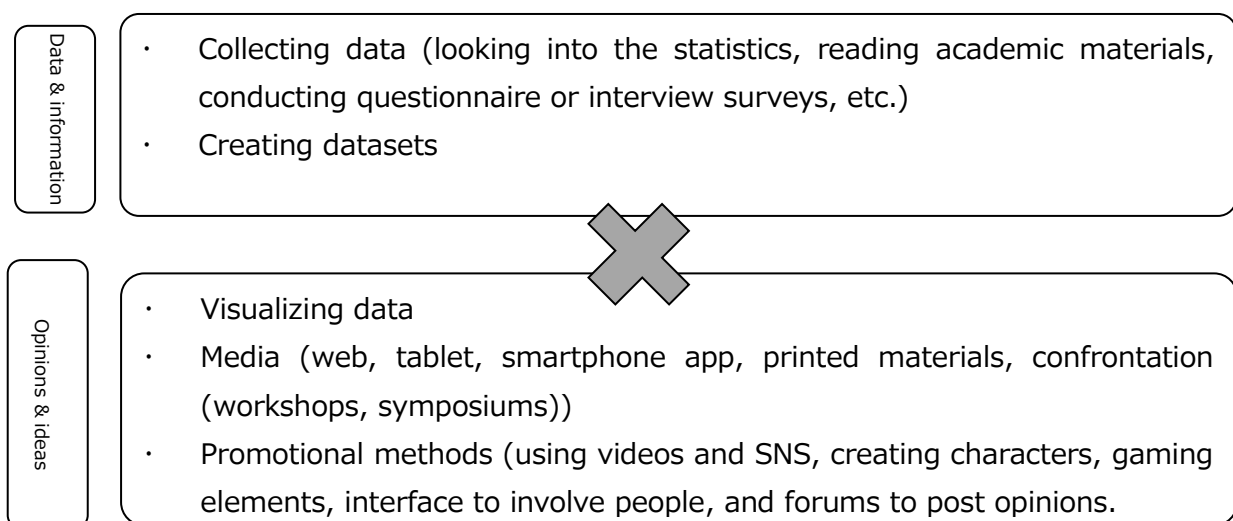 Data & information
・ Collecting data (looking into the statistics, reading academic materials,
conducting questionnaire or interview surveys, etc.)
・ Creating datasets
Opinions & ideas
・ Visualizing data
・ Media (web, tablet, smartphone app, printed materials, confrontation
(workshops, symposiums))
・ Promotional methods (using videos and SNS, creating characters, gaming
elements, interface to involve people, and forums to post opinions.